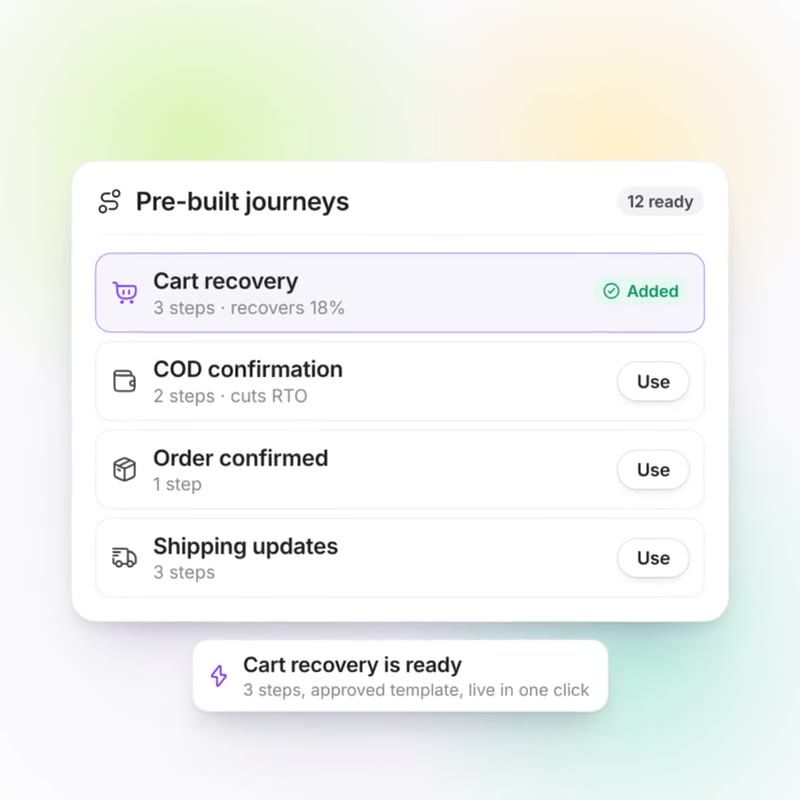 Pre-built journeys
12 ready
Cart recovery
3 steps · recovers 18%
Added
COD confirmation
2 steps · cuts RTO
Use
Order confirmed
1 step
Use
Shipping updates
3 steps
Use
Cart recovery is ready
3 steps, approved template, live in one click